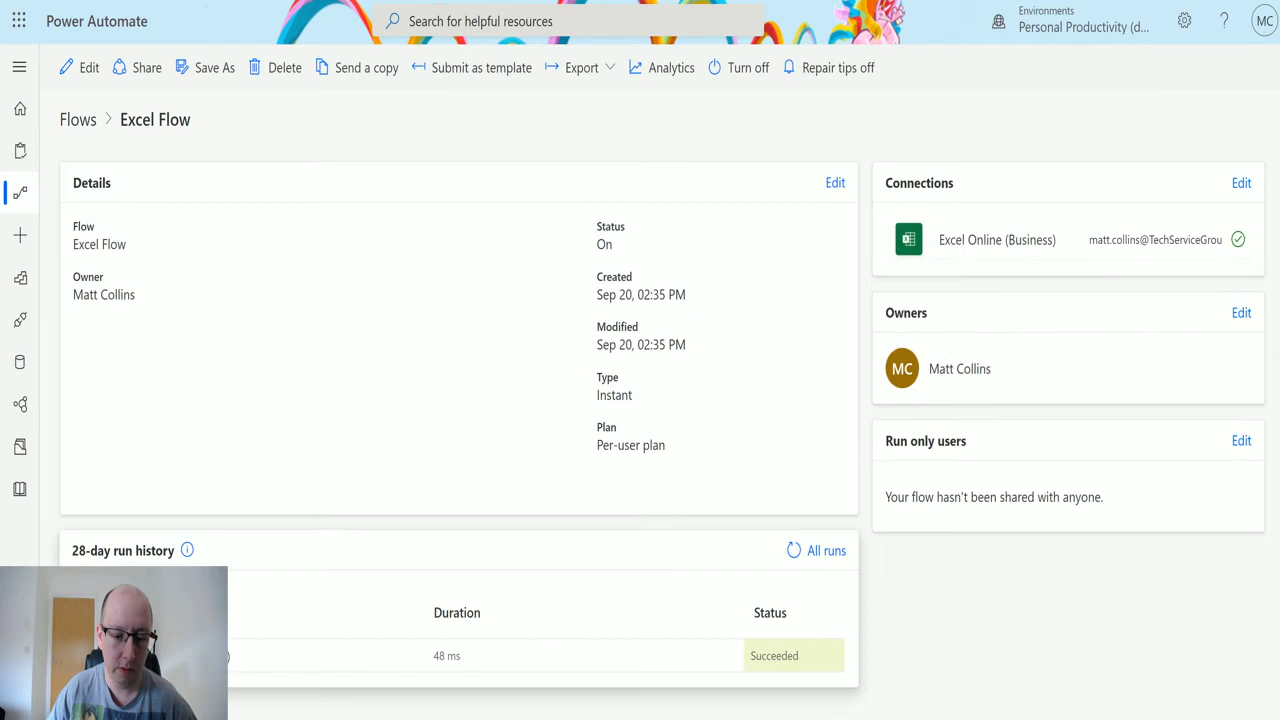 Power Automate
Search for helpful resources
Environments
Personal Productivity (d...
MC
Edit
Share
Save As
Delete
Send a copy
Submit as template
Export
Analytics
Turn off
Repair tips off
Flows > Excel Flow
Details
Edit
Flow
Excel Flow
Owner
Matt Collins
Status
On
Created
Sep 20, 02:35 PM
Modified
Sep 20, 02:35 PM
Type
Instant
Plan
Per-user plan
Connections
Edit
Excel Online (Business)
matt.collins@TechServiceGrou
Owners
Edit
MC
Matt Collins
Run only users
Edit
Your flow hasn't been shared with anyone.
28-day run history
All runs
Duration
Status
48 ms
Succeeded